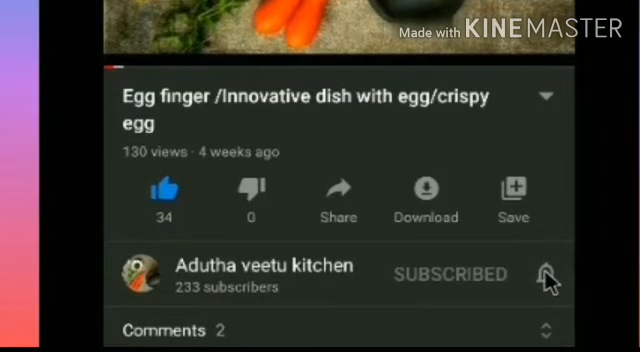 Made with KINEMASTER
Egg finger /Innovative dish with egg/crispy
egg
130 views · 4 weeks ago
34
0
Share
Download
Save
Adutha veetu kitchen
SUBSCRIBED
233 subscribers
Comments 2